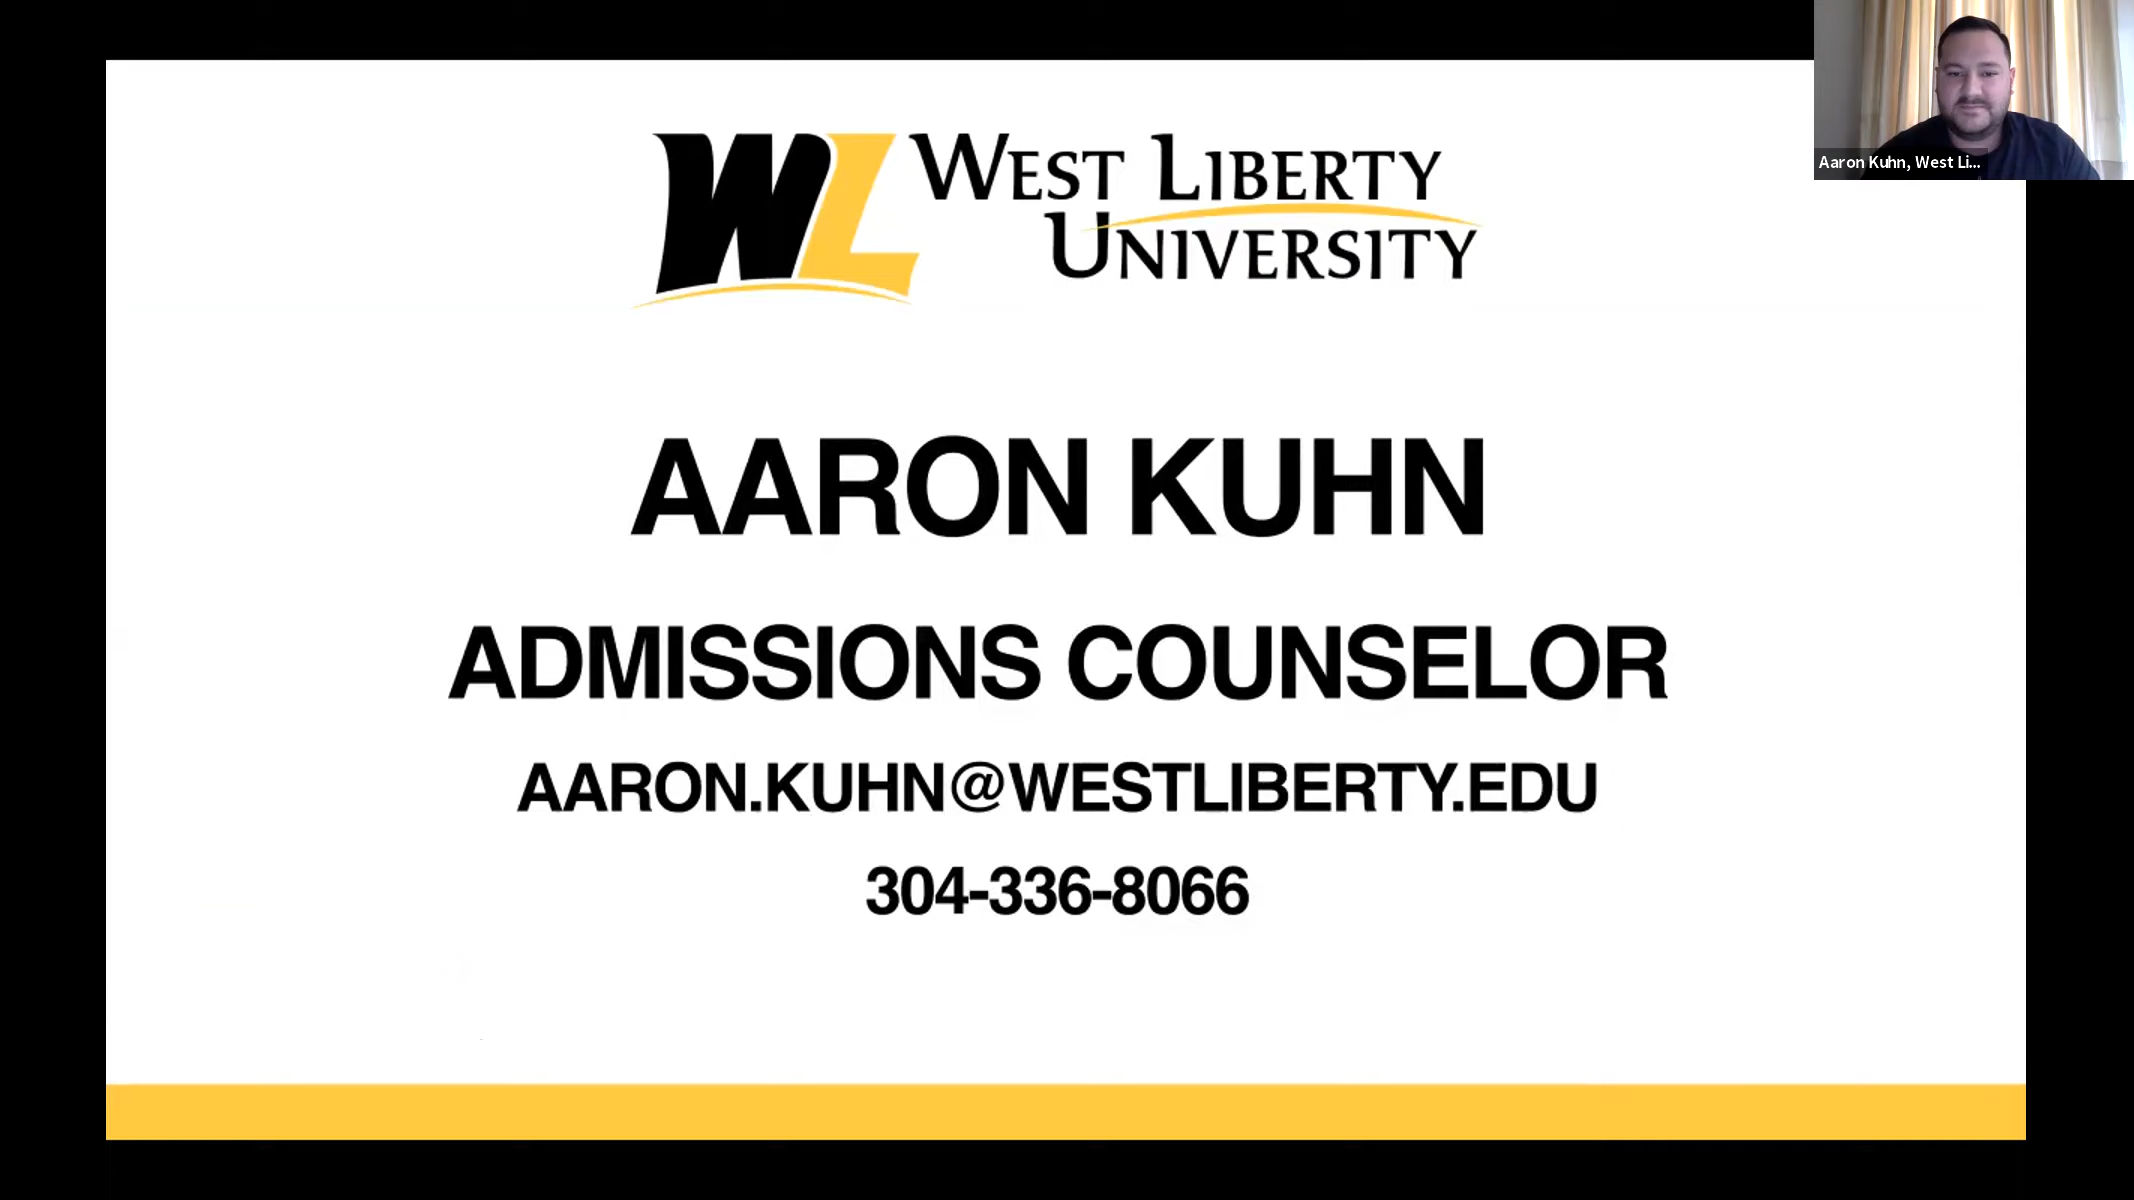 WL WEST LIBERTY
UNIVERSITY
Aaron Kuhn, West Li...
AARON KUHN
ADMISSIONS COUNSELOR
AARON.KUHN@WESTLIBERTY.EDU
304-336-8066